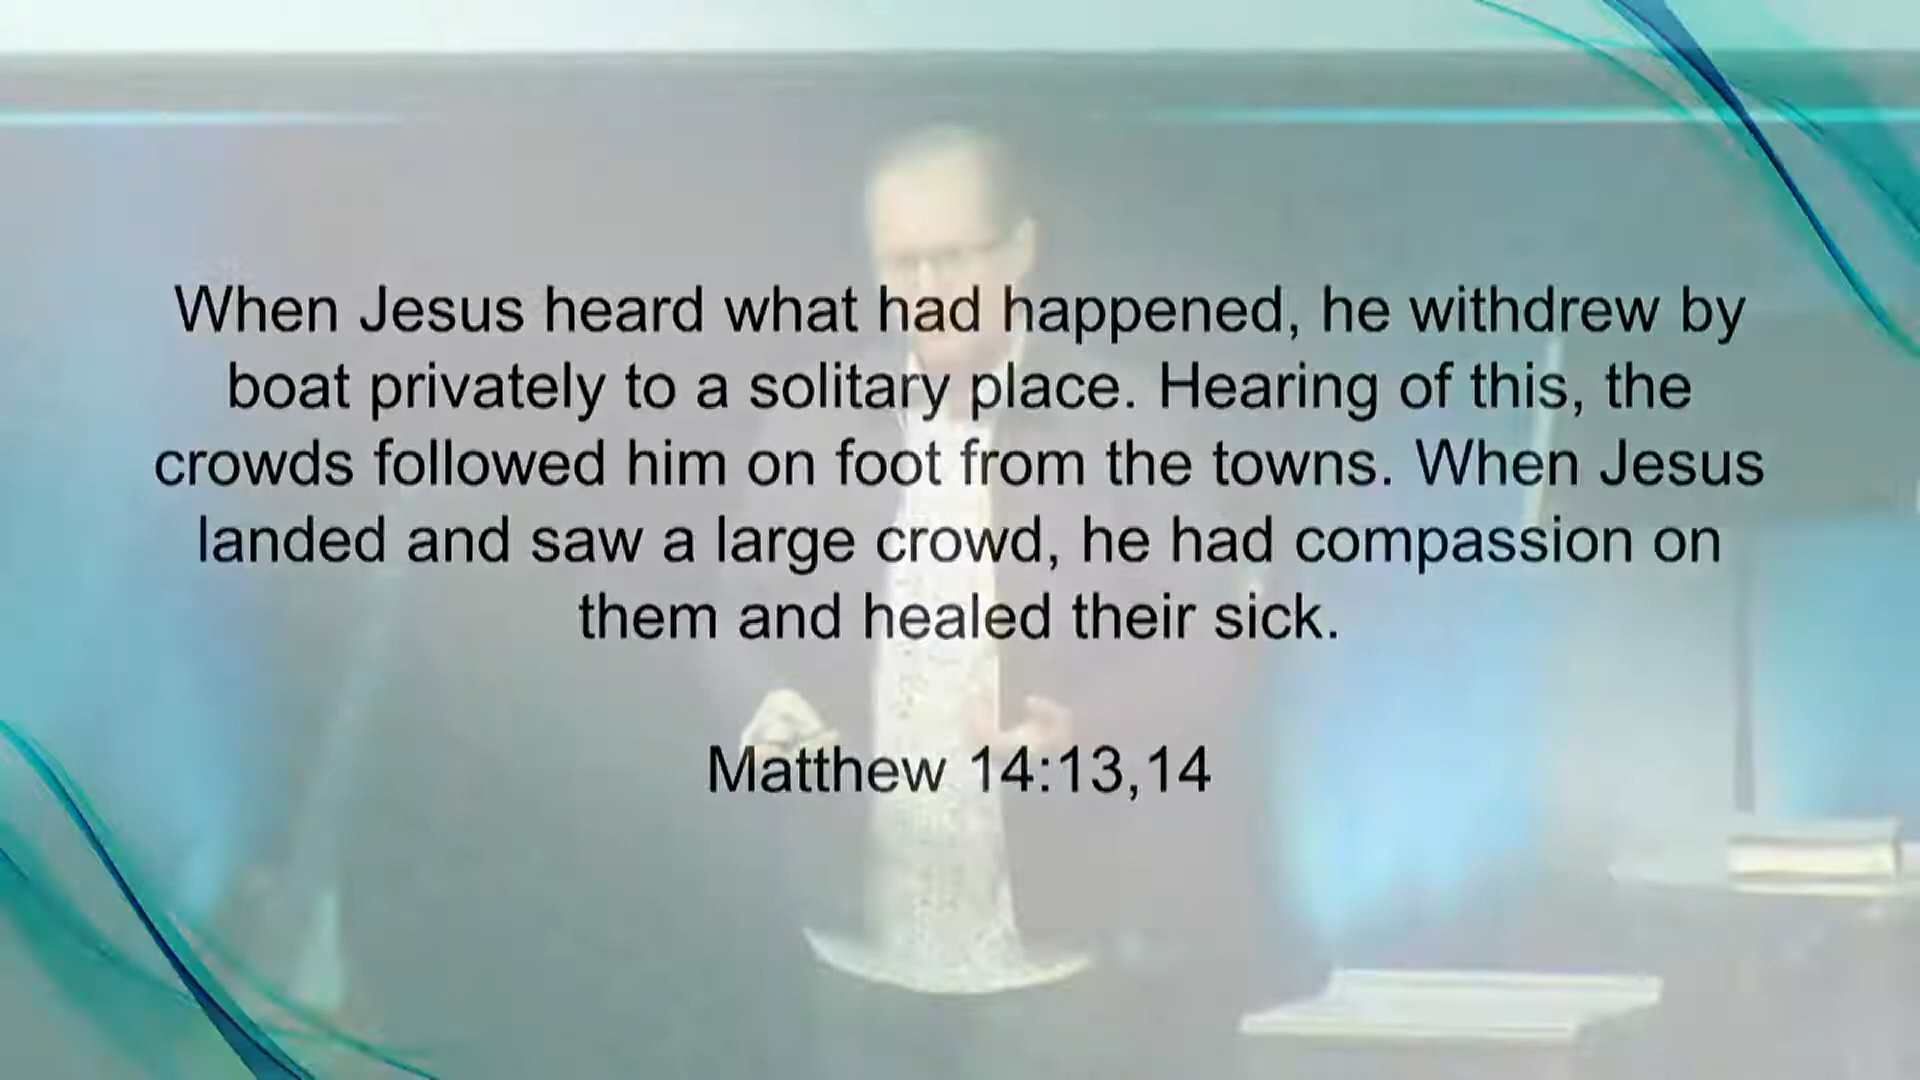 When Jesus heard what had happened, he withdrew by
boat privately to a solitary place. Hearing of this, the
crowds followed him on foot from the towns. When Jesus
landed and saw a large crowd, he had compassion on
them and healed their sick.
Matthew 14:13,14